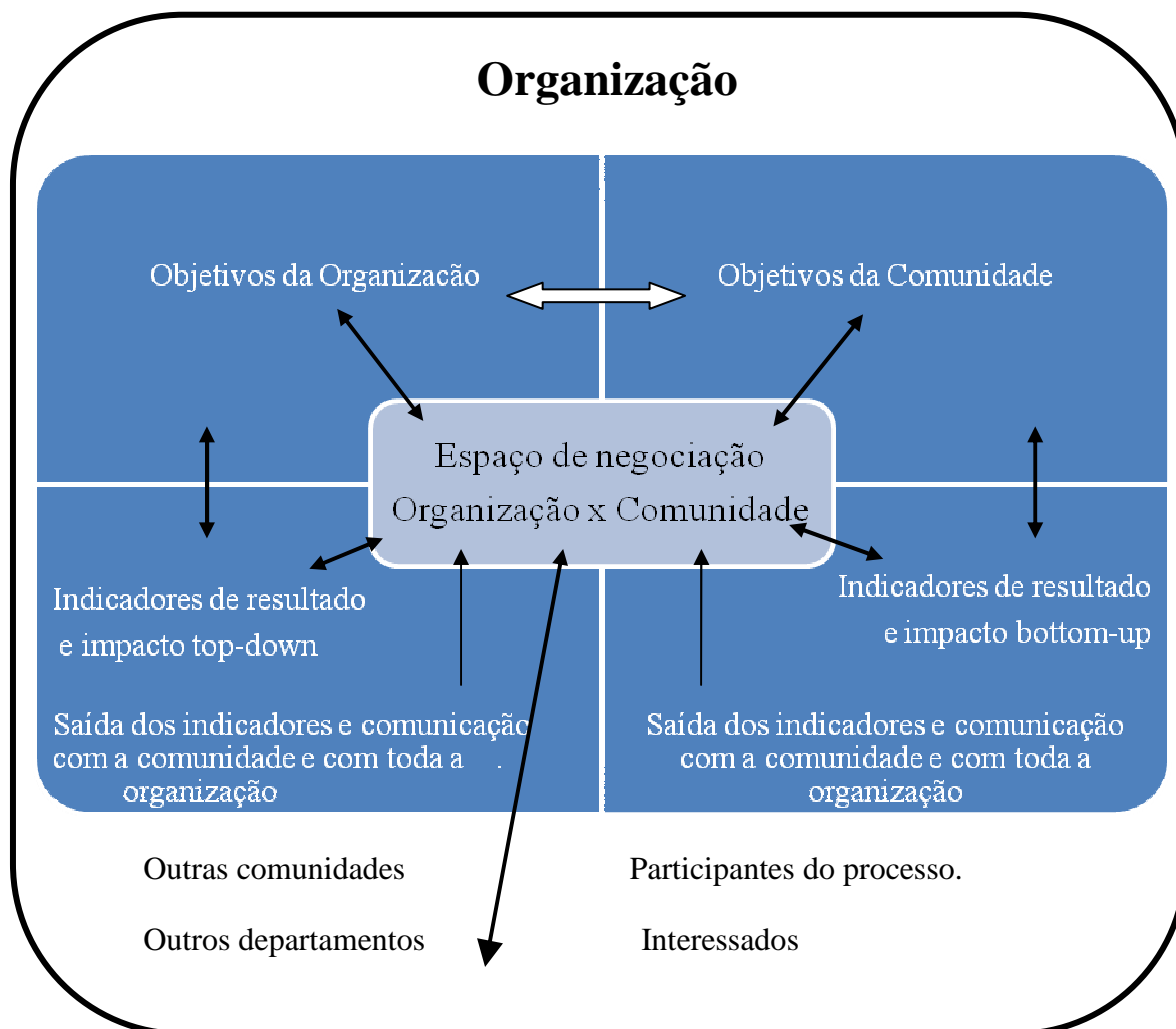 Organização
Objetivos da Organizacão
Objetivos da Comunidade
Espaço de negociação
Organização x Comunidade
Indicadores de resultado
e impacto top-down
Indicadores de resultado
e impacto bottom-up
Saída dos indicadores e comunicação
com a comunidade e com toda a .
organização
Saída dos indicadores e comunicação
com a comunidade e com toda a
organização
Outras comunidades
Participantes do processo.
Outros departamentos
Interessados